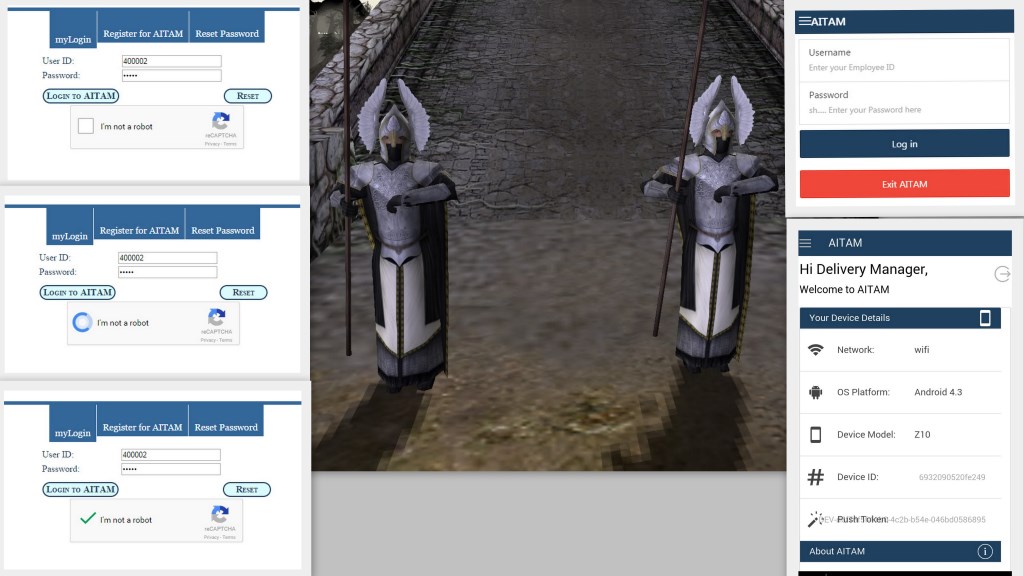 myLogin Register for AITAM Reset Password
User ID: 400002
Password: •••••
LOGIN TO AITAM RESET
I'm not a robot
reCAPTCHA
Privacy - Terms
myLogin Register for AITAM Reset Password
User ID: 400002
Password: •••••
LOGIN TO AITAM RESET
I'm not a robot
reCAPTCHA
Privacy - Terms
myLogin Register for AITAM Reset Password
User ID: 400002
Password: •••••
LOGIN TO AITAM RESET
I'm not a robot
reCAPTCHA
Privacy - Terms
AITAM
Username
Enter your Employee ID
Password
sh.... Enter your Password here
Log in
Exit AITAM
AITAM
Hi Delivery Manager,
Welcome to AITAM
Your Device Details
Network: wifi
OS Platform: Android 4.3
Device Model: Z10
Device ID: 6932090520fe249
Push Token: -4c2b-b54e-046bd0586895
About AITAM